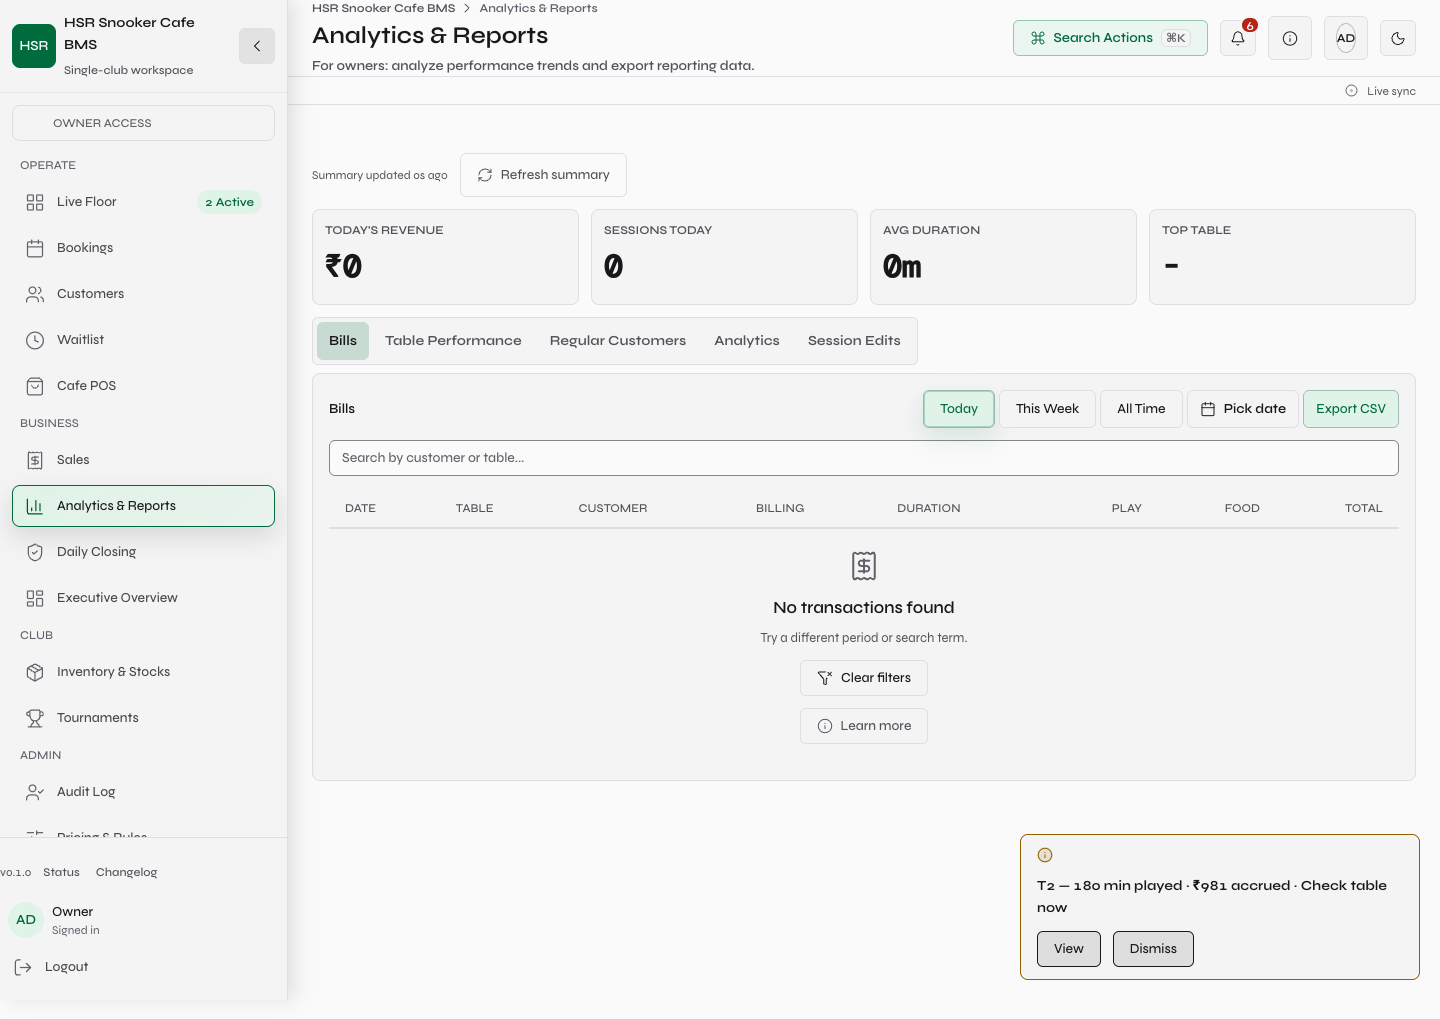 HSR
HSR Snooker Cafe
BMS
Single-club workspace
OWNER ACCESS
OPERATE
Live Floor
2 Active
Bookings
Customers
Waitlist
Cafe POS
BUSINESS
Sales
Analytics & Reports
Daily Closing
Executive Overview
CLUB
Inventory & Stocks
Tournaments
ADMIN
Audit Log
Pricing & Rules
v0.1.0 Status Changelog
AD
Owner
Signed in
Logout
HSR Snooker Cafe BMS > Analytics & Reports
Analytics & Reports
For owners: analyze performance trends and export reporting data.
Search Actions ⌘K
6
AD
Live sync
Summary updated 0s ago
Refresh summary
TODAY'S REVENUE
₹0
SESSIONS TODAY
0
AVG DURATION
0m
TOP TABLE
-
Bills Table Performance Regular Customers Analytics Session Edits
Bills
Today This Week All Time Pick date Export CSV
Search by customer or table...
DATE TABLE CUSTOMER BILLING DURATION PLAY FOOD TOTAL
No transactions found
Try a different period or search term.
Clear filters
Learn more
T2 — 180 min played · ₹981 accrued · Check table
now
View Dismiss